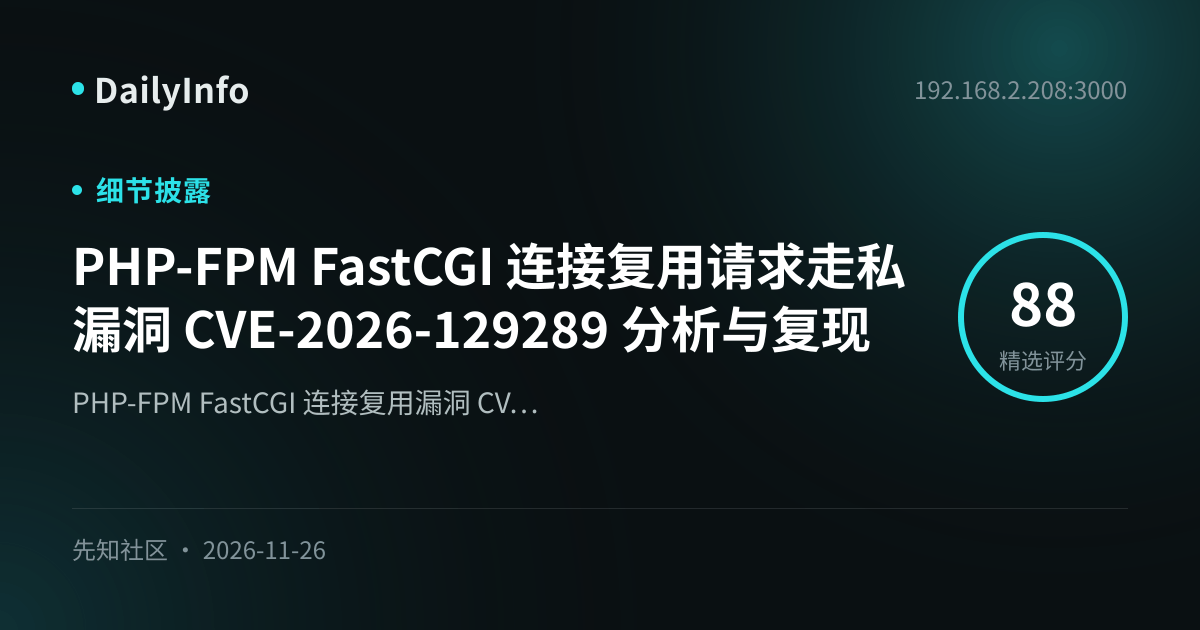 DailyInfo
192.168.2.208:3000
细节披露
PHP-FPM FastCGI 连接复用请求走私
漏洞 CVE-2026-129289 分析与复现
88
精选评分
PHP-FPM FastCGI 连接复用漏洞 CV…
先知社区 · 2026-11-26